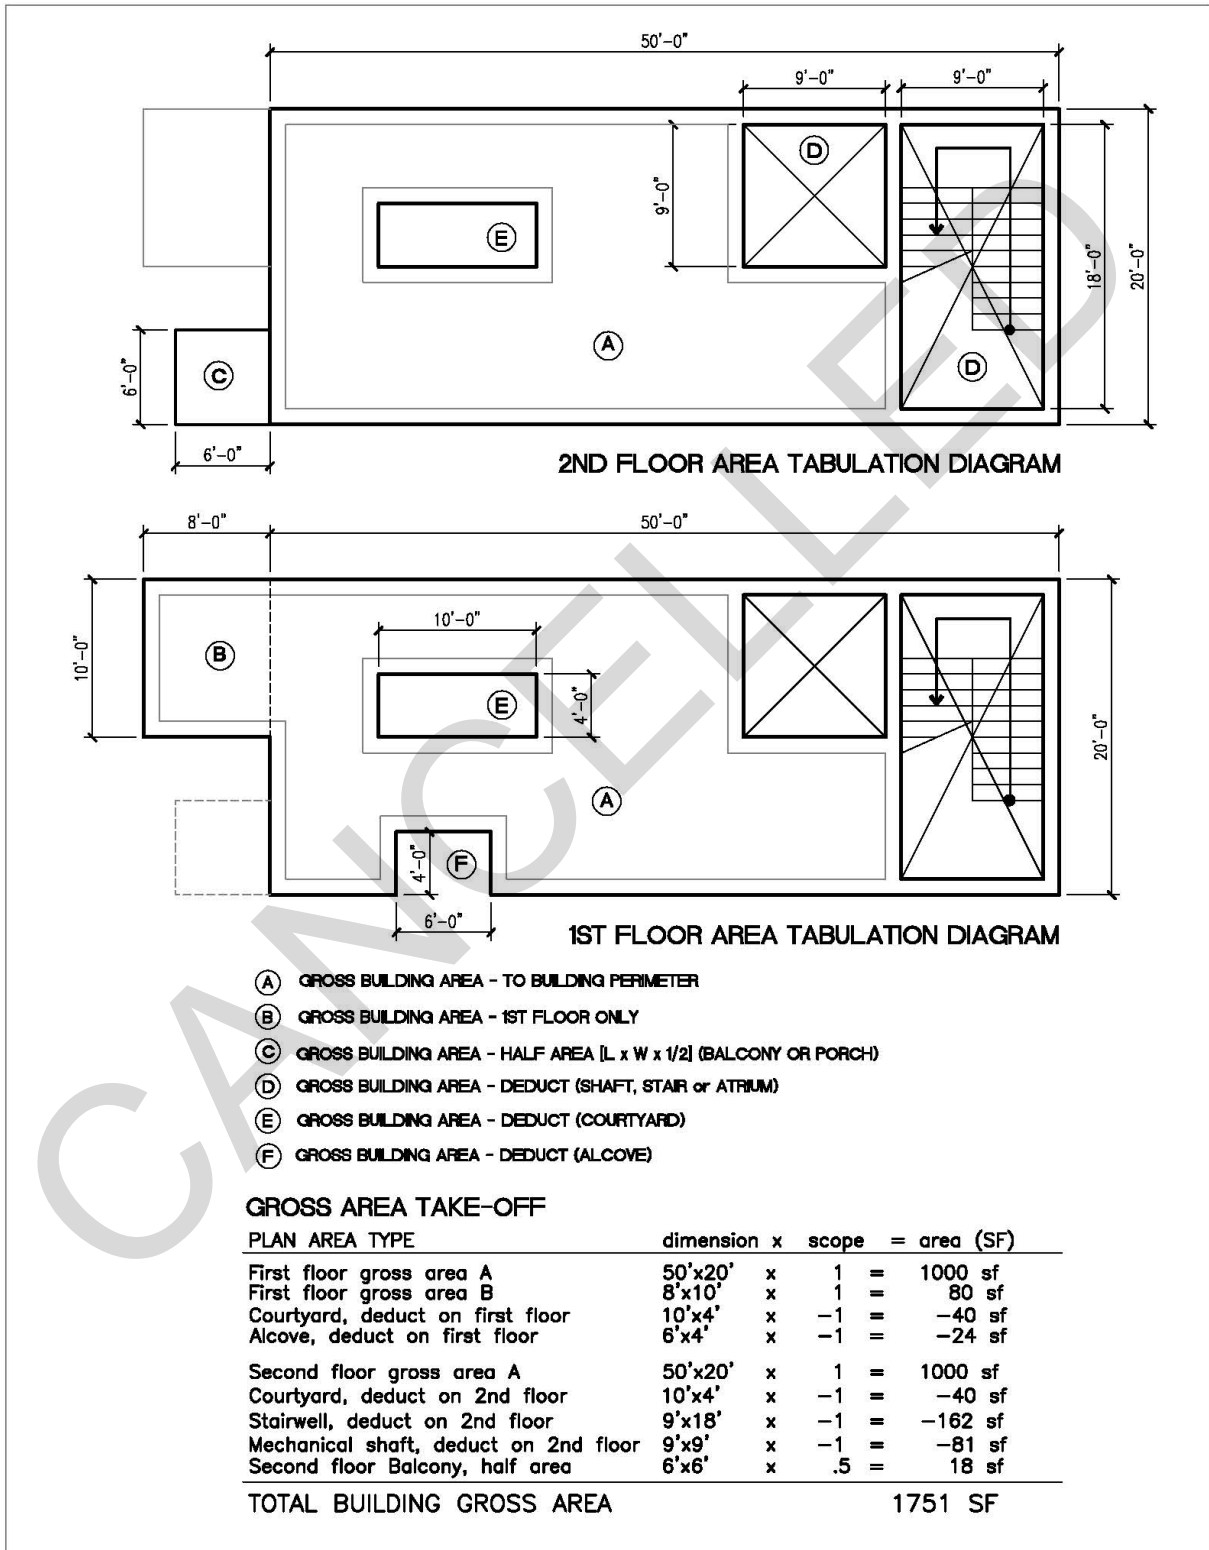 50'-0"
9'-0" 9'-0"
D
9'-0"
E
18'-0"
20'-0"
A
6'-0"
C
D
6'-0"
2ND FLOOR AREA TABULATION DIAGRAM
8'-0" 50'-0"
10'-0"
10'-0"
B
E
4'-0"
20'-0"
A
4'-0"
F
6'-0"
1ST FLOOR AREA TABULATION DIAGRAM
CANCELLED
A GROSS BUILDING AREA - TO BUILDING PERIMETER
B GROSS BUILDING AREA - 1ST FLOOR ONLY
C GROSS BUILDING AREA - HALF AREA [L x W x 1/2] (BALCONY OR PORCH)
D GROSS BUILDING AREA - DEDUCT (SHAFT, STAIR or ATRIUM)
E GROSS BUILDING AREA - DEDUCT (COURTYARD)
F GROSS BUILDING AREA - DEDUCT (ALCOVE)
GROSS AREA TAKE-OFF
PLAN AREA TYPE dimension x scope = area (SF)
First floor gross area A 50'x20' x 1 = 1000 sf
First floor gross area B 8'x10' x 1 = 80 sf
Courtyard, deduct on first floor 10'x4' x -1 = -40 sf
Alcove, deduct on first floor 6'x4' x -1 = -24 sf
Second floor gross area A 50'x20' x 1 = 1000 sf
Courtyard, deduct on 2nd floor 10'x4' x -1 = -40 sf
Stairwell, deduct on 2nd floor 9'x18' x -1 = -162 sf
Mechanical shaft, deduct on 2nd floor 9'x9' x -1 = -81 sf
Second floor Balcony, half area 6'x6' x .5 = 18 sf
TOTAL BUILDING GROSS AREA 1751 SF